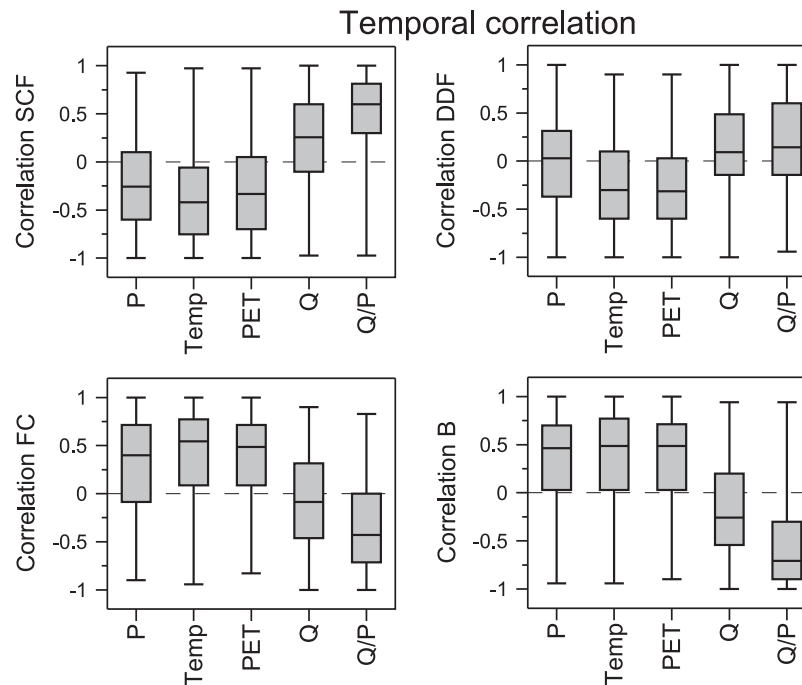 Temporal correlation
Correlation SCF
1
0.5
0
-0.5
-1
P
Temp
PET
Q
Q/P
Correlation DDF
1
0.5
0
-0.5
-1
P
Temp
PET
Q
Q/P
Correlation FC
1
0.5
0
-0.5
-1
P
Temp
PET
Q
Q/P
Correlation B
1
0.5
0
-0.5
-1
P
Temp
PET
Q
Q/P